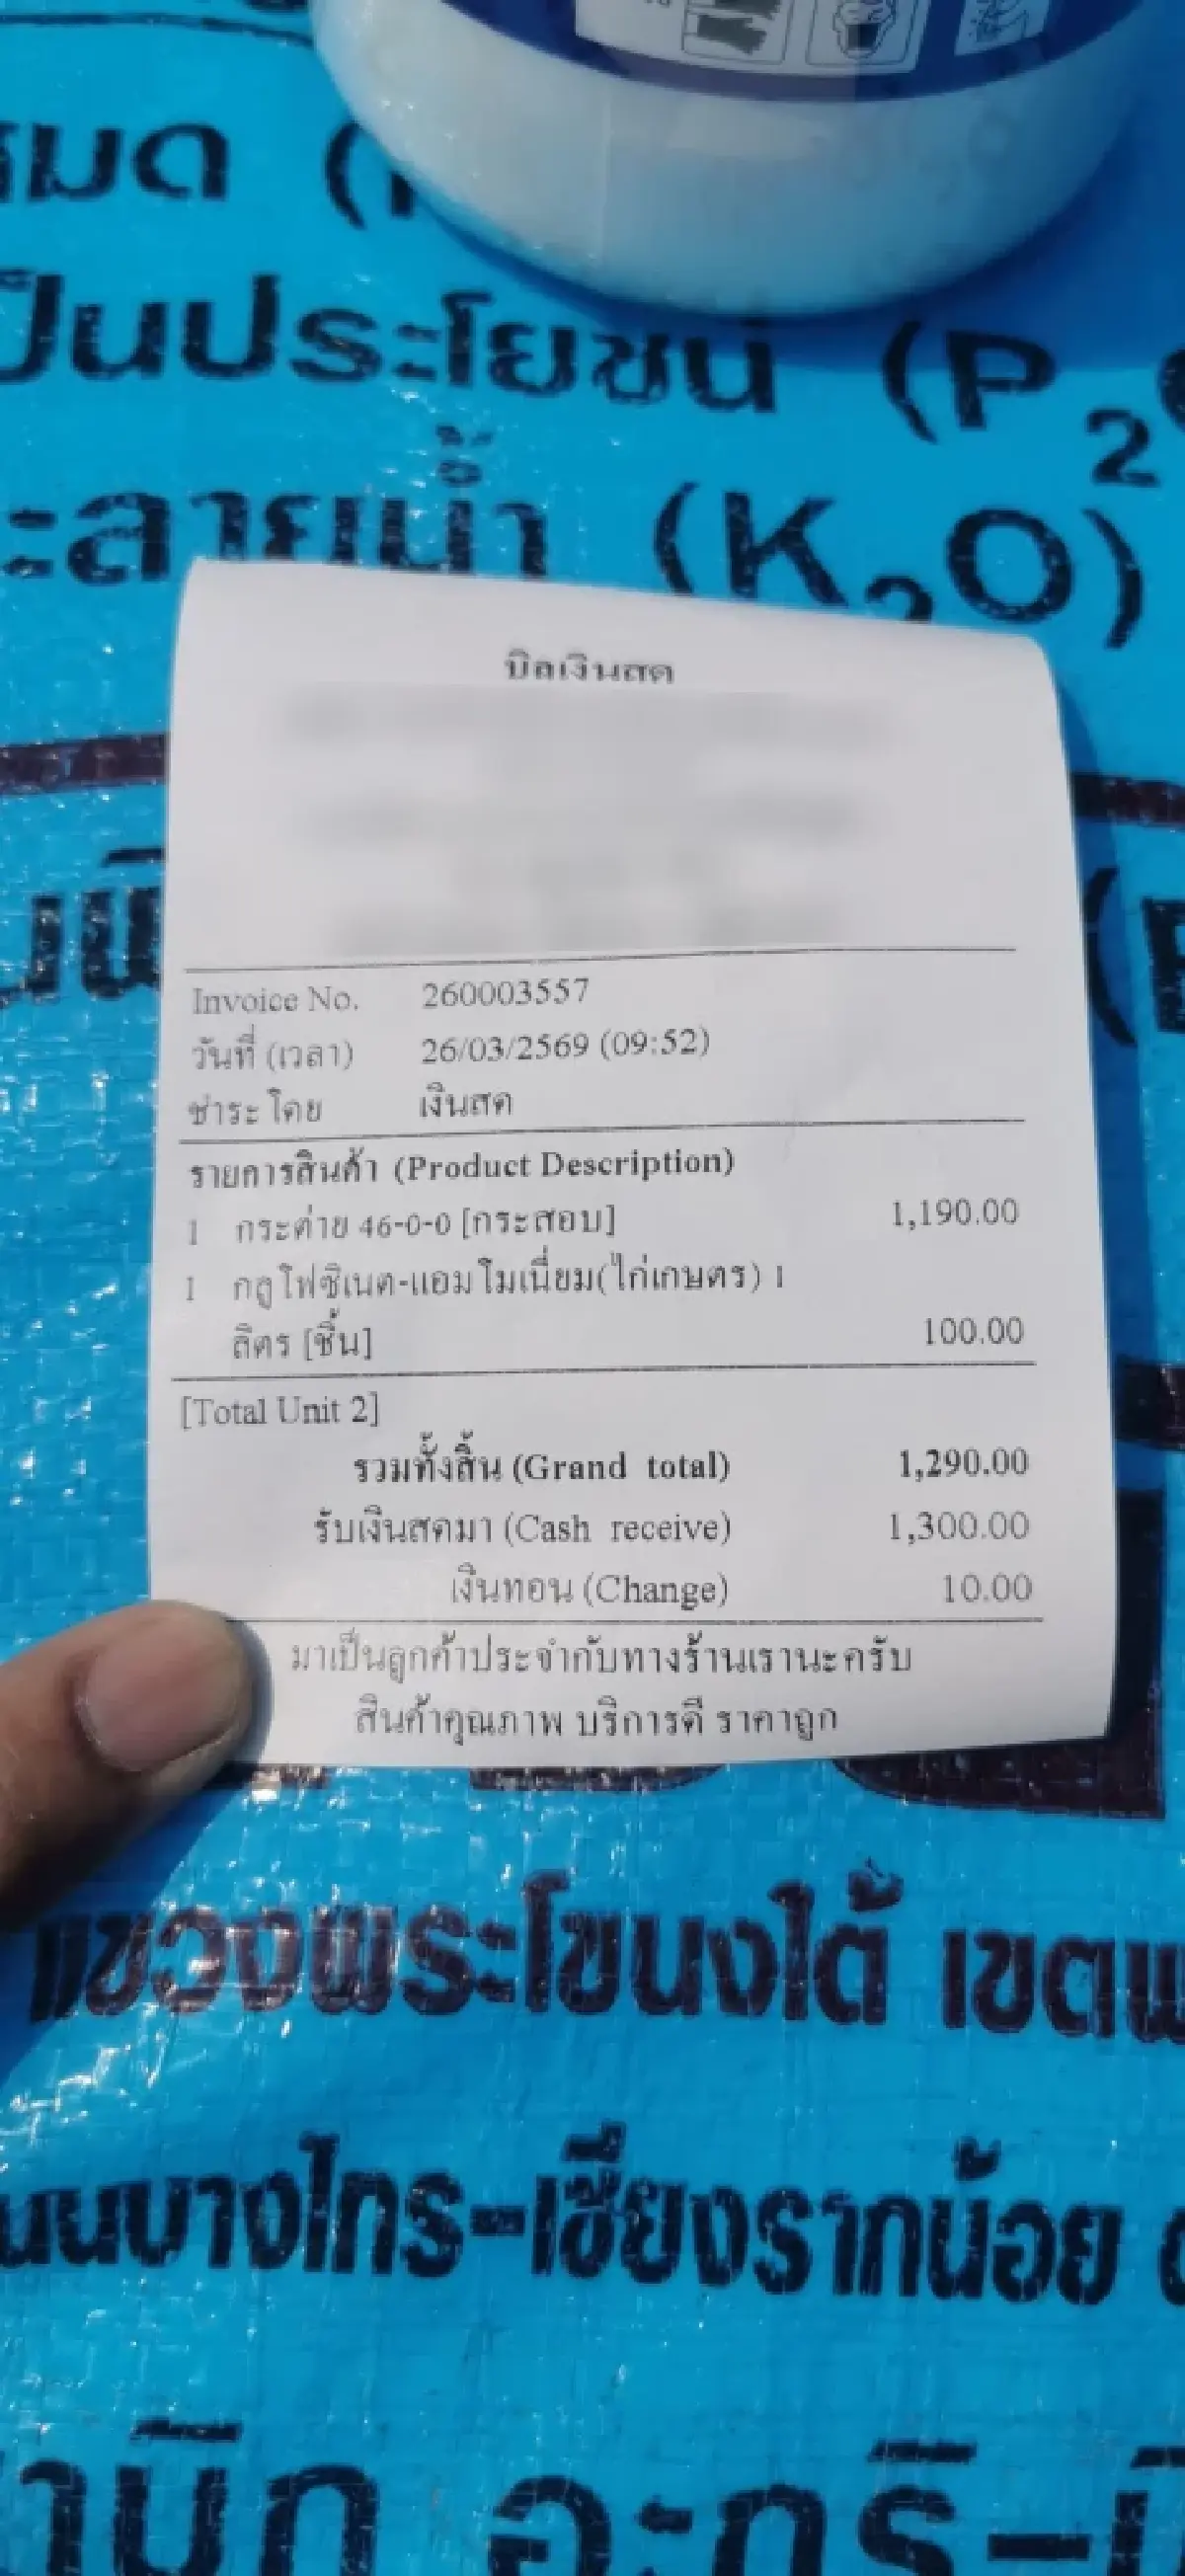 สมด (
ป็นประโยชน์ (P2
ะลายน้ำ (K2O)
บิลเงินสด
Invoice No. 260003557
วันที่ (เวลา) 26/03/2569 (09:52)
ชำระโดย เงินสด
รายการสินค้า (Product Description)
1 กระต่าย 46-0-0 [กระสอบ] 1,190.00
1 กลูโฟซิเนต-แอมโมเนี่ยม(ไก่เกษตร) 1
ลิตร [ชิ้น] 100.00
[Total Unit 2]
รวมทั้งสิ้น (Grand total) 1,290.00
รับเงินสดมา (Cash receive) 1,300.00
เงินทอน (Change) 10.00
มาเป็นลูกค้าประจำกับทางร้านเรานะครับ
สินค้าคุณภาพ บริการดี ราคาถูก
แขวงพระโขนงใต้ เขตพ
นนบางไทร-เชียงรากน้อย